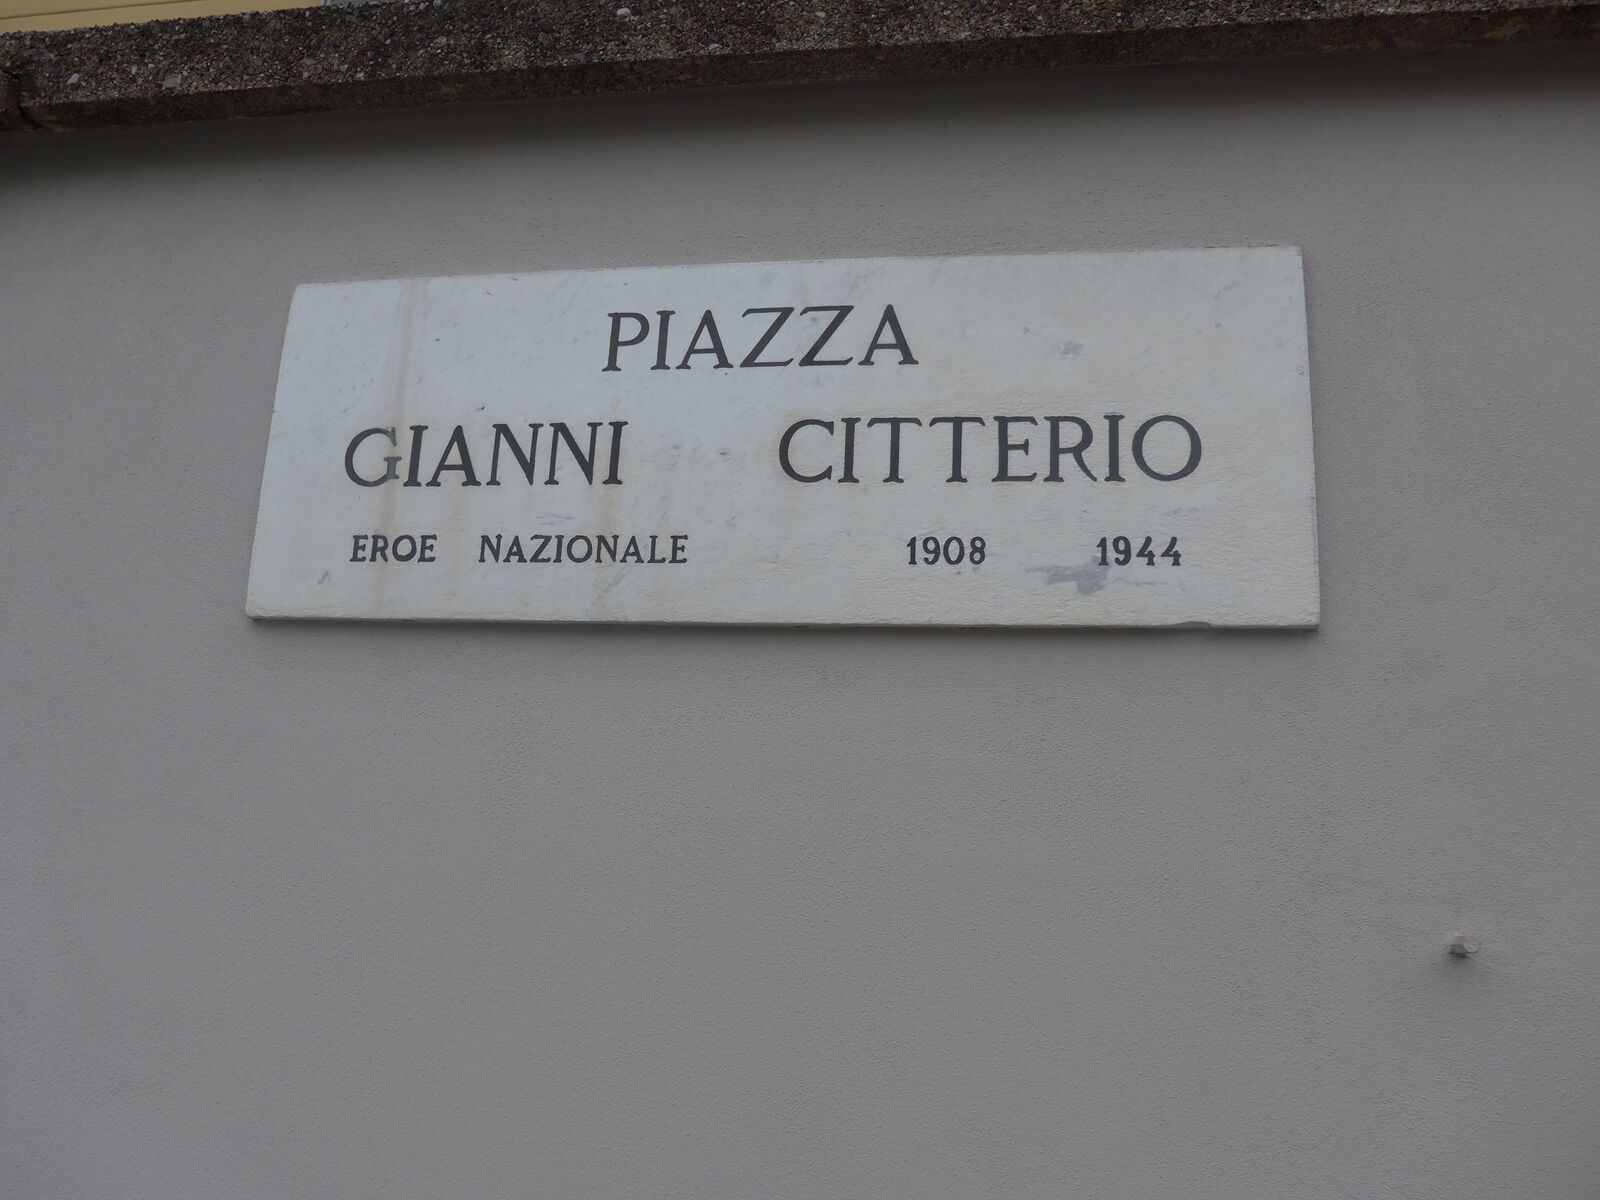 PIAZZA
GIANNI CITTERIO
EROE NAZIONALE 1908 1944